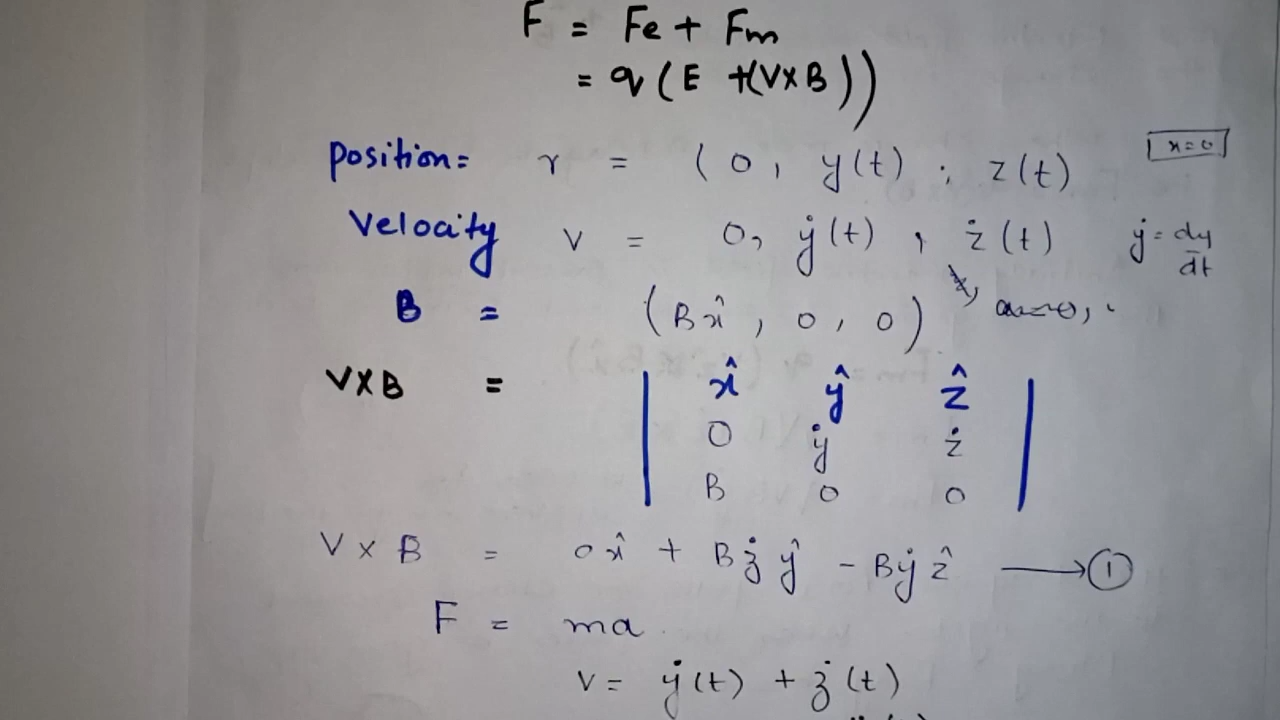 F = Fe + Fm
= q (E +(V×B))
position= r = (0, y(t) , z(t) x=0
Velocity V = 0, ẏ(t) , ż(t) ẏ = dy/dt
B = (Bx̂, 0, 0)
V×B = | x̂ ŷ ẑ |
0 ẏ ż
B 0 0
V×B = 0x̂ + Bżŷ - Bẏẑ → ①
F = ma
V = ẏ(t) + ż(t)